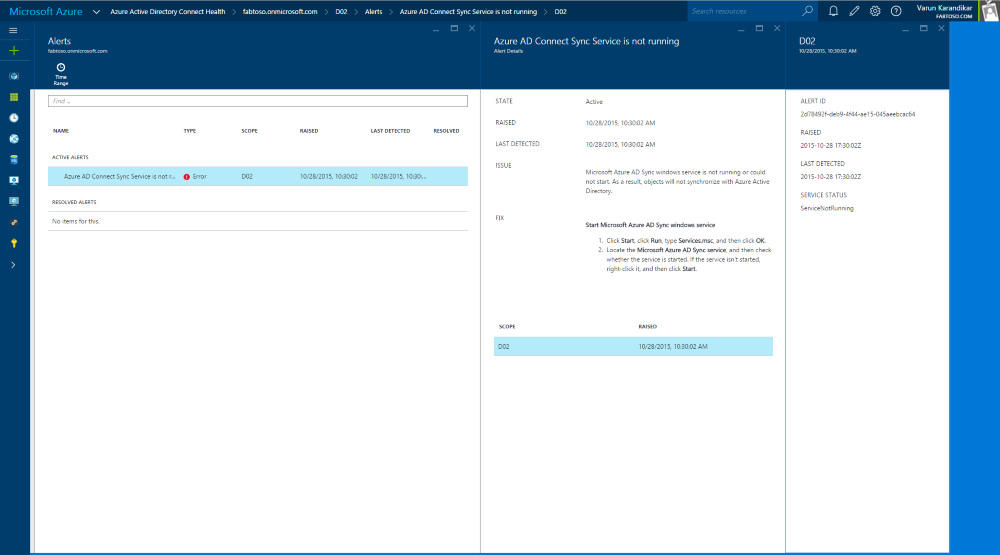 Microsoft Azure Azure Active Directory Connect Health > fabtoso.onmicrosoft.com > D02 > Alerts > Azure AD Connect Sync Service is not running > D02 Search resources Varun Karandikar
FABTOSO.COM
Alerts
fabtoso.onmicrosoft.com
Time
Range
Find ...
NAME TYPE SCOPE RAISED LAST DETECTED RESOLVED
ACTIVE ALERTS
Azure AD Connect Sync Service is not r... Error D02 10/28/2015, 10:30:02 10/28/2015, 10:30:...
RESOLVED ALERTS
No items for this.
Azure AD Connect Sync Service is not running
Alert Details
STATE Active
RAISED 10/28/2015, 10:30:02 AM
LAST DETECTED 10/28/2015, 10:30:02 AM
ISSUE
Microsoft Azure AD Sync windows service is not running or could
not start. As a result, objects will not synchronize with Azure Active
Directory.
FIX
Start Microsoft Azure AD Sync windows service
1. Click Start, click Run, type Services.msc, and then click OK.
2. Locate the Microsoft Azure AD Sync service, and then check
whether the service is started. If the service isn't started,
right-click it, and then click Start.
SCOPE RAISED
D02 10/28/2015, 10:30:02 AM
D02
10/28/2015, 10:30:02 AM
ALERT ID
2d78492f-deb9-4f44-ae15-045aeebcac64
RAISED
2015-10-28 17:30:02Z
LAST DETECTED
2015-10-28 17:30:02Z
SERVICE STATUS
ServiceNotRunning